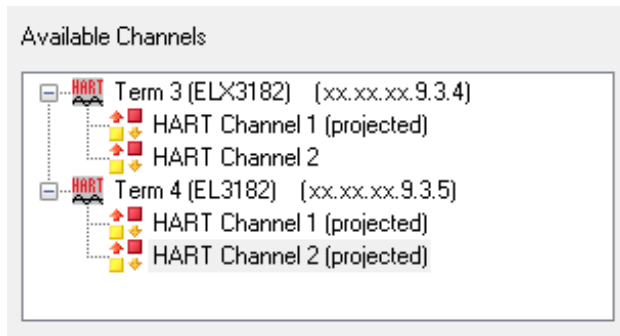 Available Channels
HART Term 3 (ELX3182) (xx.xx.xx.9.3.4)
HART Channel 1 (projected)
HART Channel 2
HART Term 4 (EL3182) (xx.xx.xx.9.3.5)
HART Channel 1 (projected)
HART Channel 2 (projected)